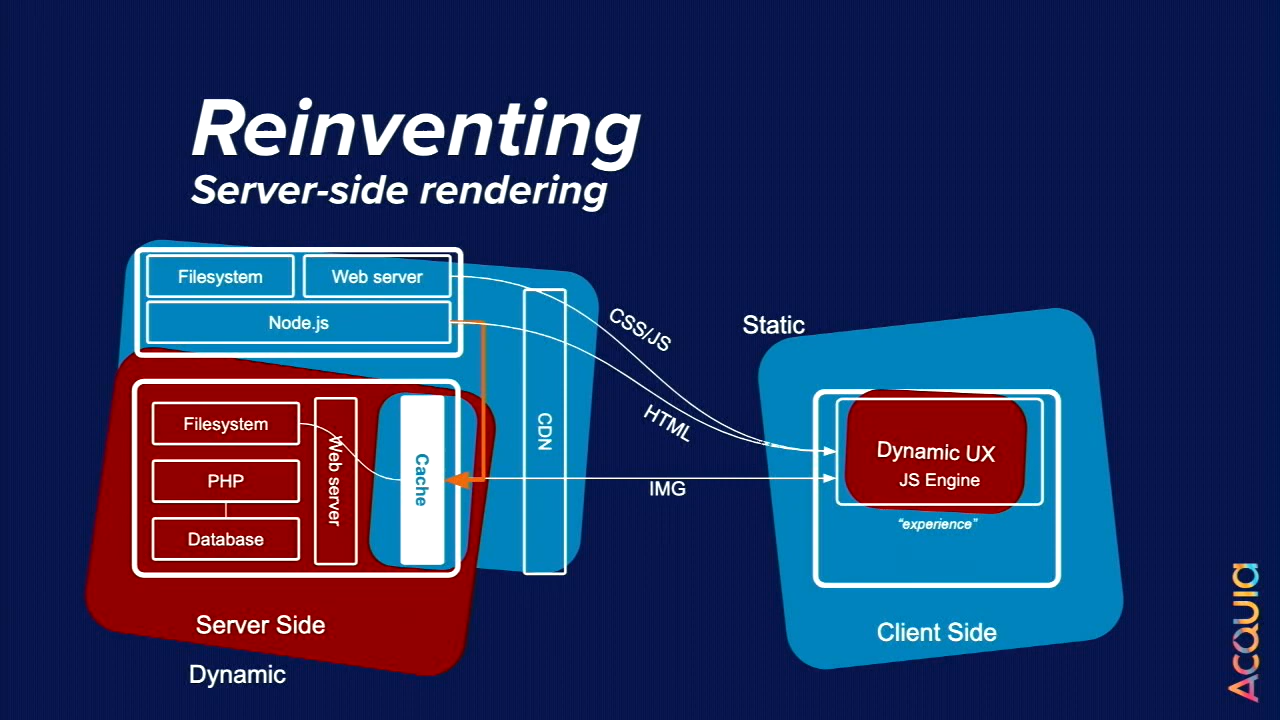 Reinventing
Server-side rendering
Filesystem
Web server
Node.js
CSS/JS
HTML
Static
Filesystem
PHP
Database
Web server
Cache
CDN
IMG
Dynamic UX
JS Engine
“experience”
Server Side
Dynamic
Client Side
ACQUIA